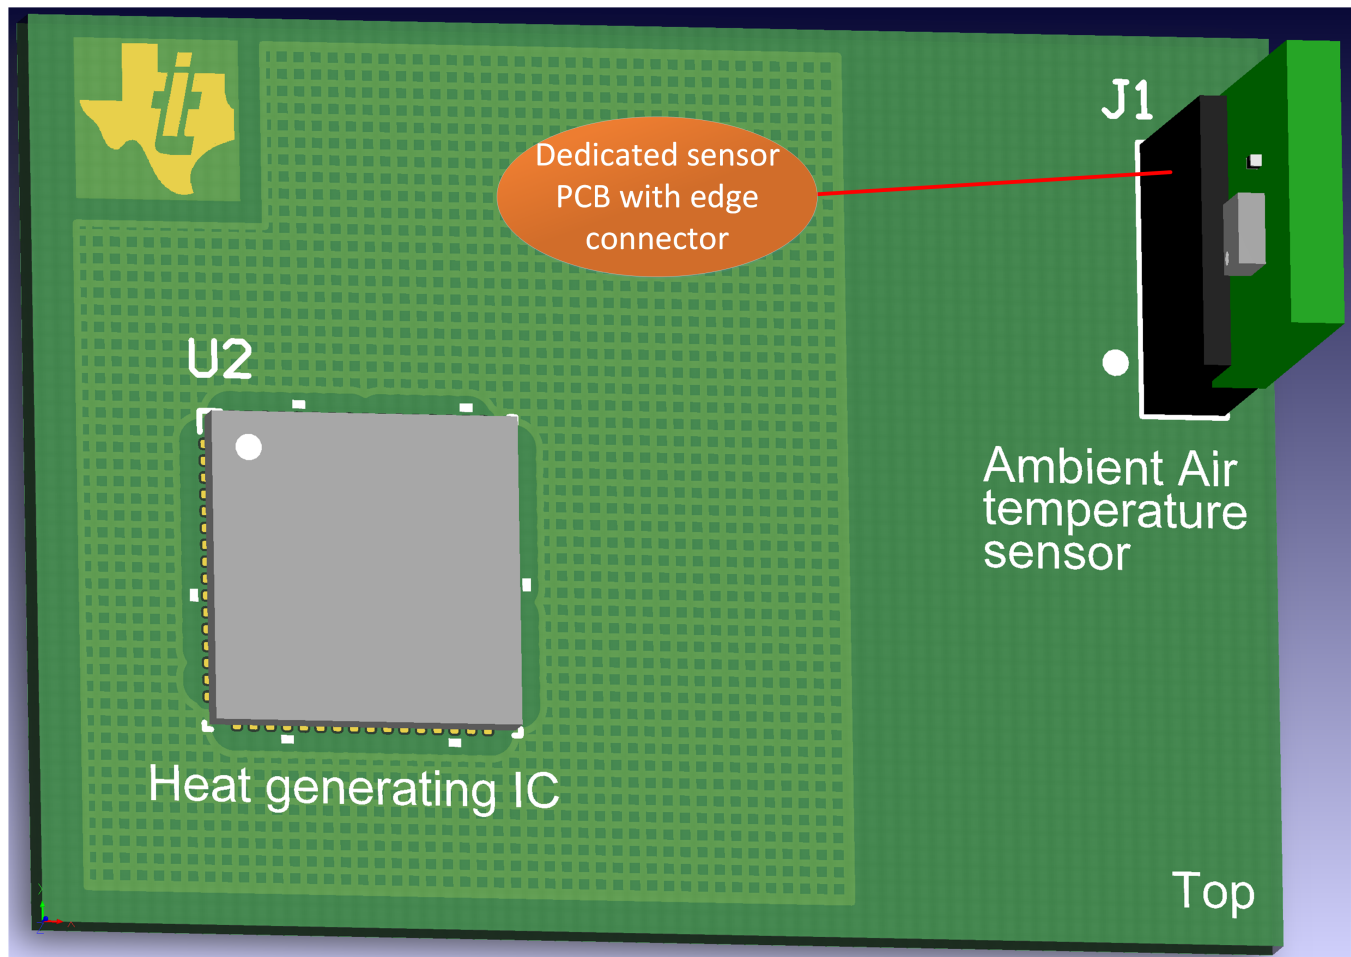 J1
Dedicated sensor
PCB with edge
connector
U2
Ambient Air
temperature
sensor
Heat generating IC
Top